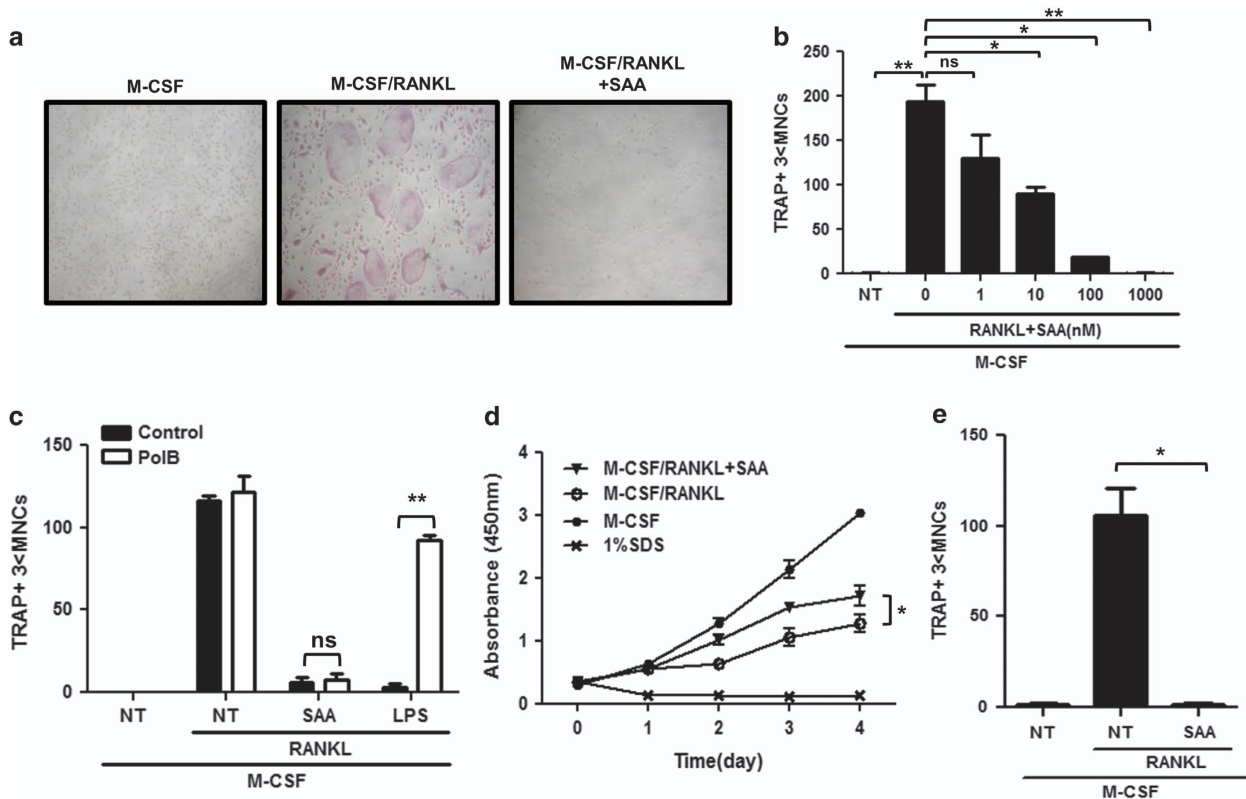 a
M-CSF
M-CSF/RANKL
M-CSF/RANKL
+SAA
b
**
*
*
**
ns
250
200
150
100
50
0
TRAP+ 3<MNCs
NT
0
1
10
100
1000
RANKL+SAA(nM)
M-CSF
c
Control
PolB
150
100
50
0
TRAP+ 3<MNCs
ns
**
NT
NT
SAA
LPS
RANKL
M-CSF
d
M-CSF/RANKL+SAA
M-CSF/RANKL
M-CSF
1%SDS
4
3
2
1
0
Absorbance (450nm)
*
0
1
2
3
4
Time(day)
e
150
100
50
0
TRAP+ 3<MNCs
*
NT
NT
SAA
RANKL
M-CSF